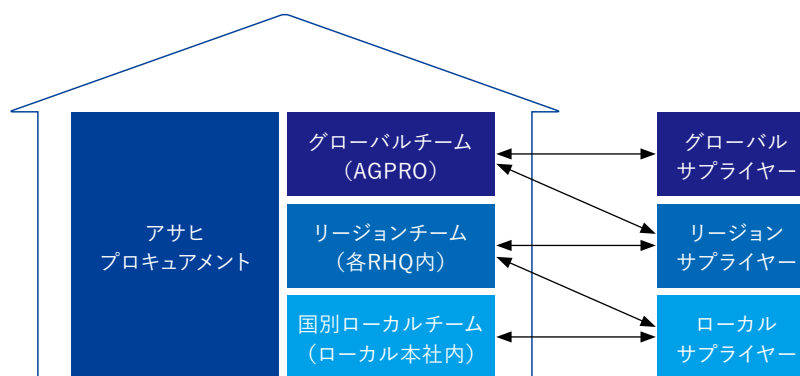 アサヒ
プロキュアメント
グローバルチーム
（AGPRO）
リージョンチーム
（各RHQ内）
国別ローカルチーム
（ローカル本社内）
グローバル
サプライヤー
リージョン
サプライヤー
ローカル
サプライヤー